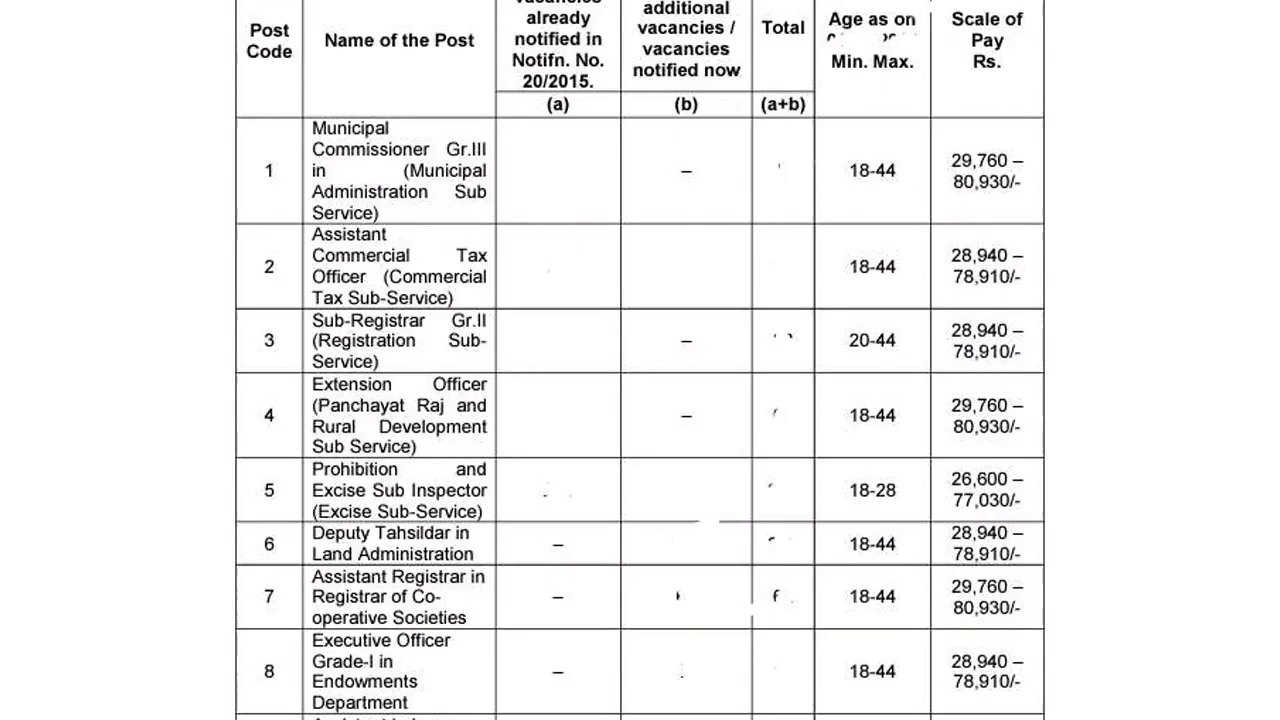 Post Code
Name of the Post
vacancies already notified in Notifn. No. 20/2015.
additional vacancies / vacancies notified now
Total
Age as on
Min. Max.
Scale of Pay Rs.
(a)
(b)
(a+b)
1
Municipal
Commissioner Gr.III
in (Municipal
Administration Sub
Service)
–
18-44
29,760 –
80,930/-
2
Assistant
Commercial Tax
Officer (Commercial
Tax Sub-Service)
18-44
28,940 –
78,910/-
3
Sub-Registrar Gr.II
(Registration Sub-
Service)
–
20-44
28,940 –
78,910/-
4
Extension Officer
(Panchayat Raj and
Rural Development
Sub Service)
–
18-44
29,760 –
80,930/-
5
Prohibition and
Excise Sub Inspector
(Excise Sub-Service)
18-28
26,600 –
77,030/-
6
Deputy Tahsildar in
Land Administration
–
18-44
28,940 –
78,910/-
7
Assistant Registrar in
Registrar of Co-
operative Societies
–
18-44
29,760 –
80,930/-
8
Executive Officer
Grade-I in
Endowments
Department
–
18-44
28,940 –
78,910/-